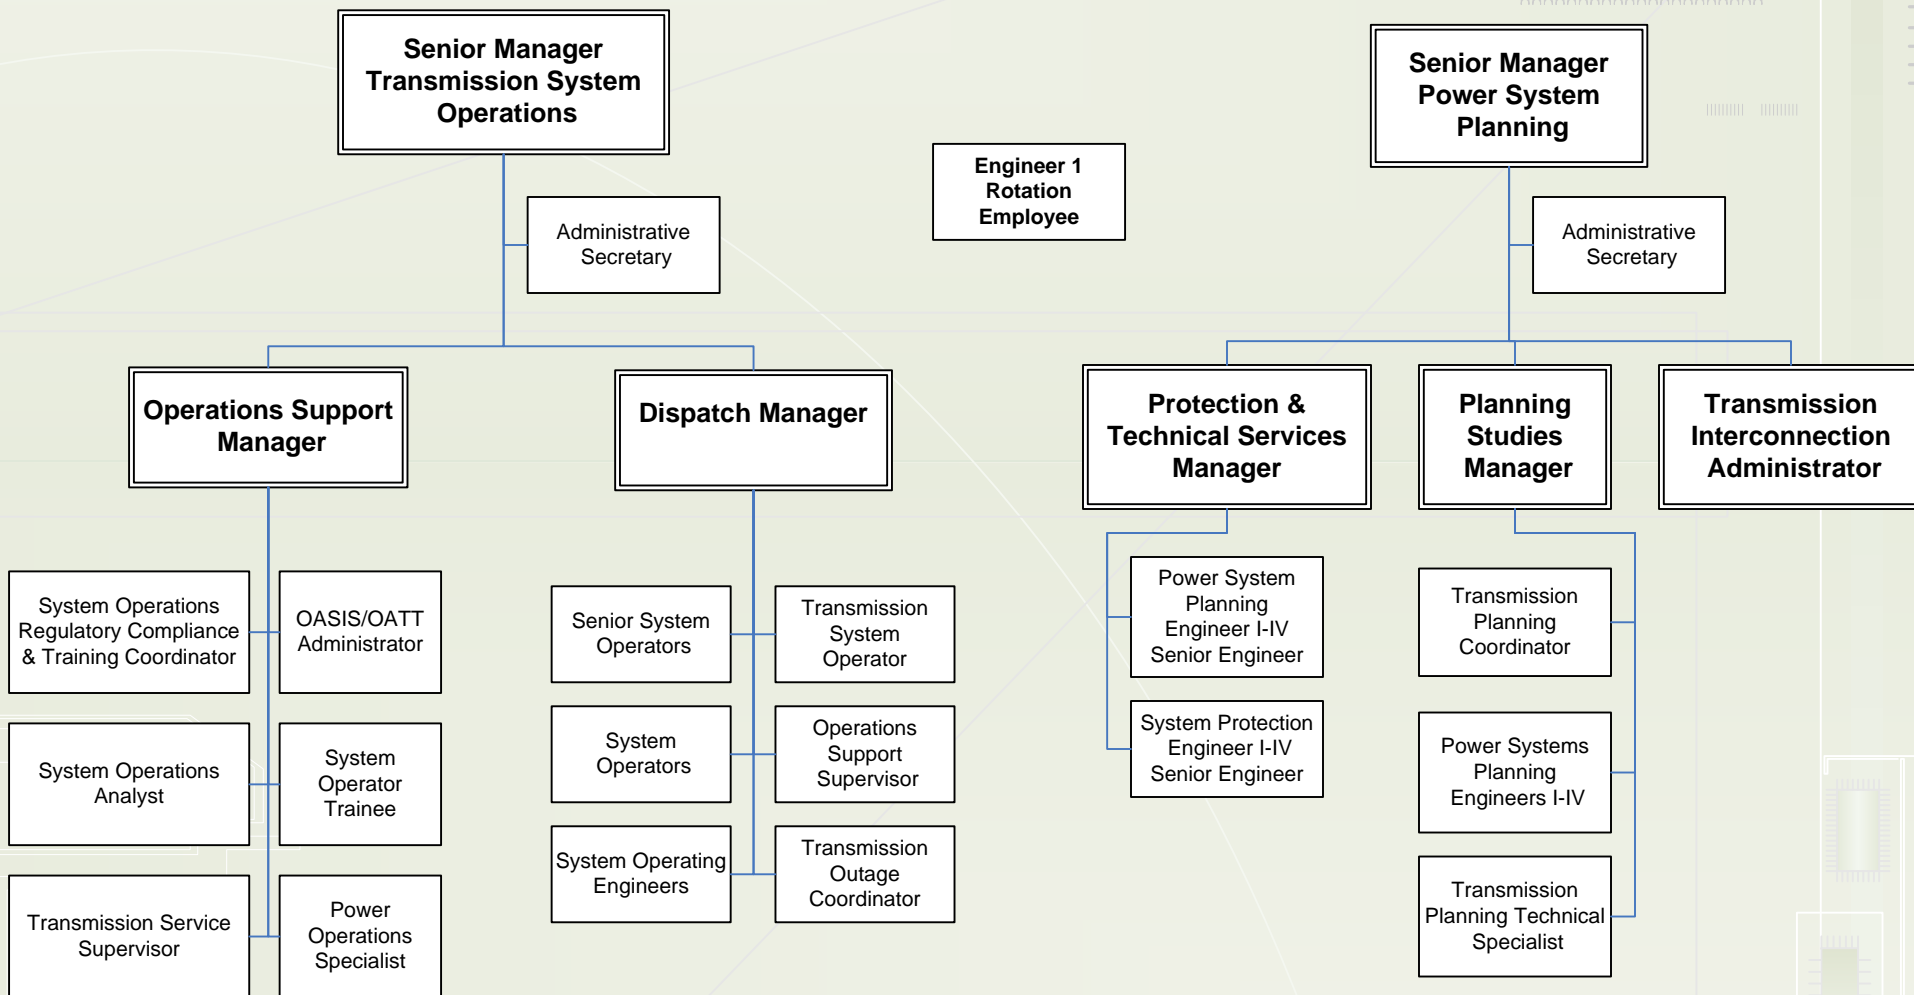 Senior Manager
Transmission System
Operations
Senior Manager
Power System
Planning
Engineer 1
Rotation
Employee
Administrative
Secretary
Administrative
Secretary
Operations Support
Manager
Dispatch Manager
Protection &
Technical Services
Manager
Planning
Studies
Manager
Transmission
Interconnection
Administrator
System Operations
Regulatory Compliance
& Training Coordinator
OASIS/OATT
Administrator
System Operations
Analyst
System
Operator
Trainee
Transmission Service
Supervisor
Power
Operations
Specialist
Senior System
Operators
Transmission
System
Operator
System
Operators
Operations
Support
Supervisor
System Operating
Engineers
Transmission
Outage
Coordinator
Power System
Planning
Engineer I-IV
Senior Engineer
System Protection
Engineer I-IV
Senior Engineer
Transmission
Planning
Coordinator
Power Systems
Planning
Engineers I-IV
Transmission
Planning Technical
Specialist